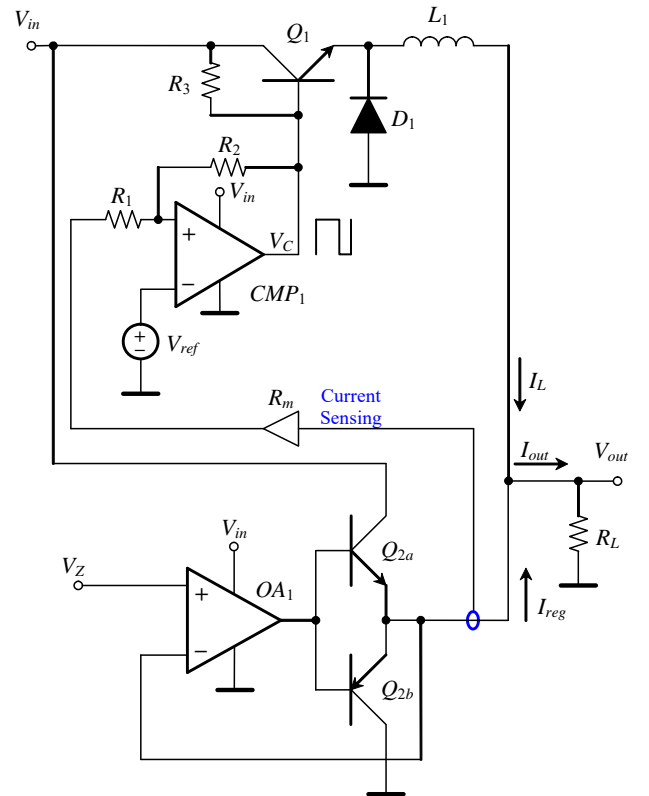 V_in
Q_1
L_1
R_3
D_1
R_2
R_1
V_in
+
V_C
−
CMP_1
+
−
V_ref
I_L
R_m
Current
Sensing
I_out
V_out
V_in
Q_2a
R_L
V_Z
OA_1
+
I_reg
−
Q_2b